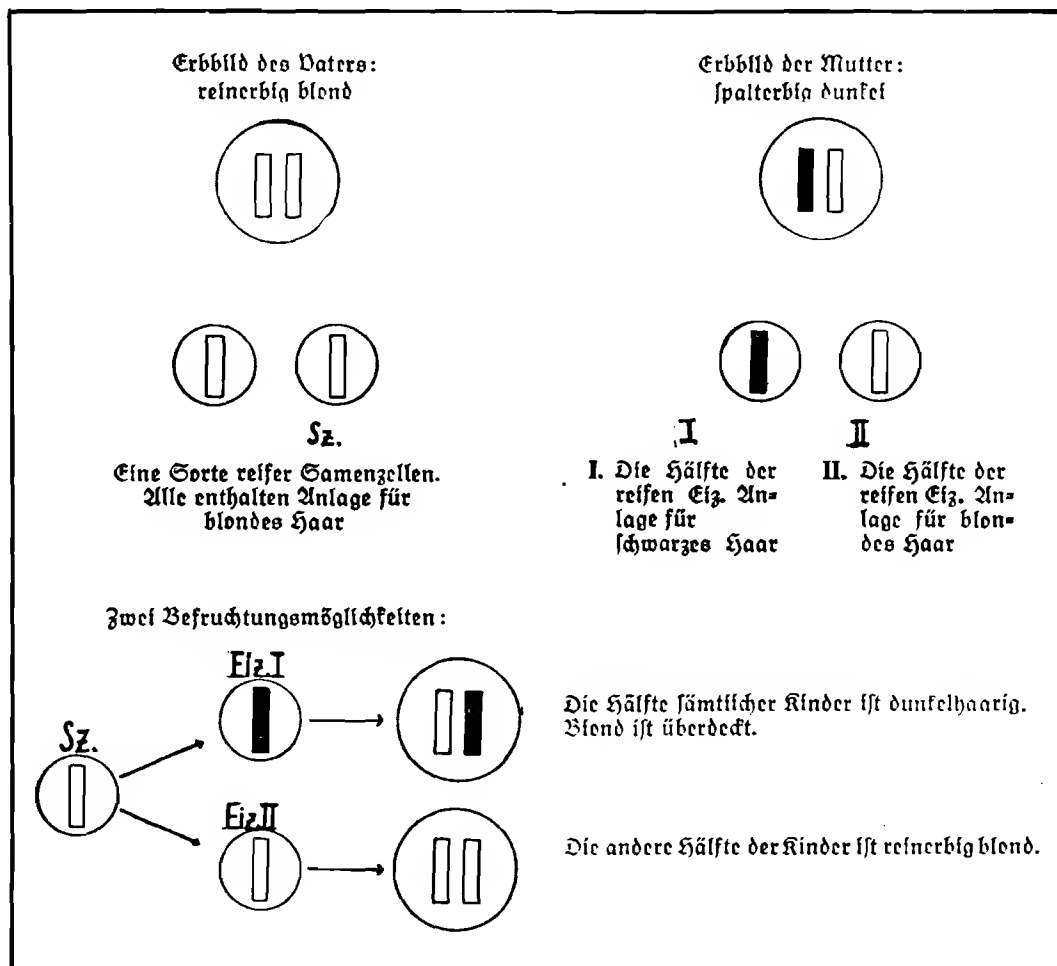 Erbbild des Vaters:
reinerbig blond
Erbbild der Mutter:
spalterbig dunkel
Sz.
Eine Sorte reifer Samenzellen.
Alle enthalten Anlage für
blondes Haar
I
II
I. Die Hälfte der
reifen Eiz. An=
lage für
schwarzes Haar
II. Die Hälfte der
reifen Eiz. An=
lage für blon=
des Haar
Zwei Befruchtungsmöglichkeiten:
Sz.
Eiz.I
Die Hälfte sämtlicher Kinder ist dunkelhaarig.
Blond ist überdeckt.
Eiz.II
Die andere Hälfte der Kinder ist reinerbig blond.